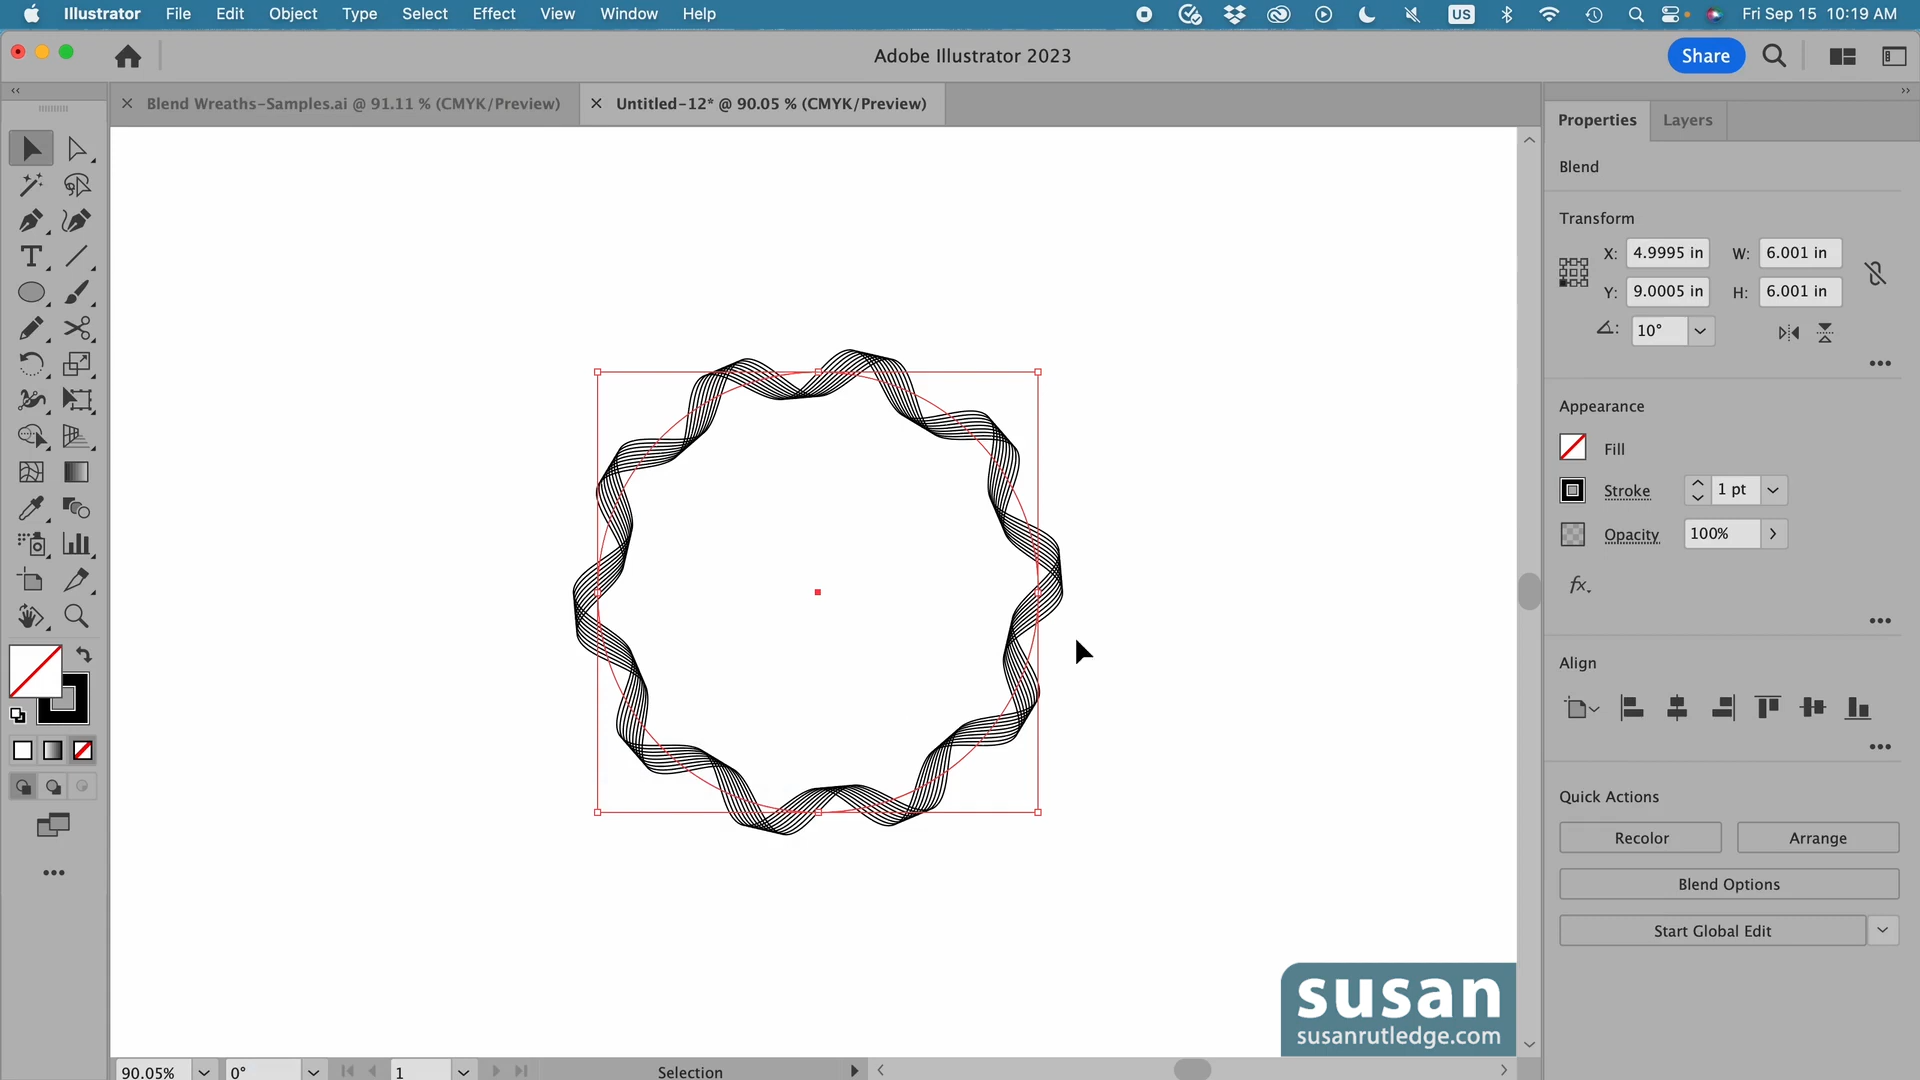 Illustrator File Edit Object Type Select Effect View Window Help US Fri Sep 15 10:19 AM
Adobe Illustrator 2023
Share
Blend Wreaths-Samples.ai @ 91.11 % (CMYK/Preview)
Untitled-12* @ 90.05 % (CMYK/Preview)
Properties Layers
Blend
Transform
X: 4.9995 in W: 6.001 in
Y: 9.0005 in H: 6.001 in
10°
Appearance
Fill
Stroke 1 pt
Opacity 100%
fx.
Align
Quick Actions
Recolor Arrange
Blend Options
Start Global Edit
susan
susanrutledge.com
90.05% 0° 1 Selection